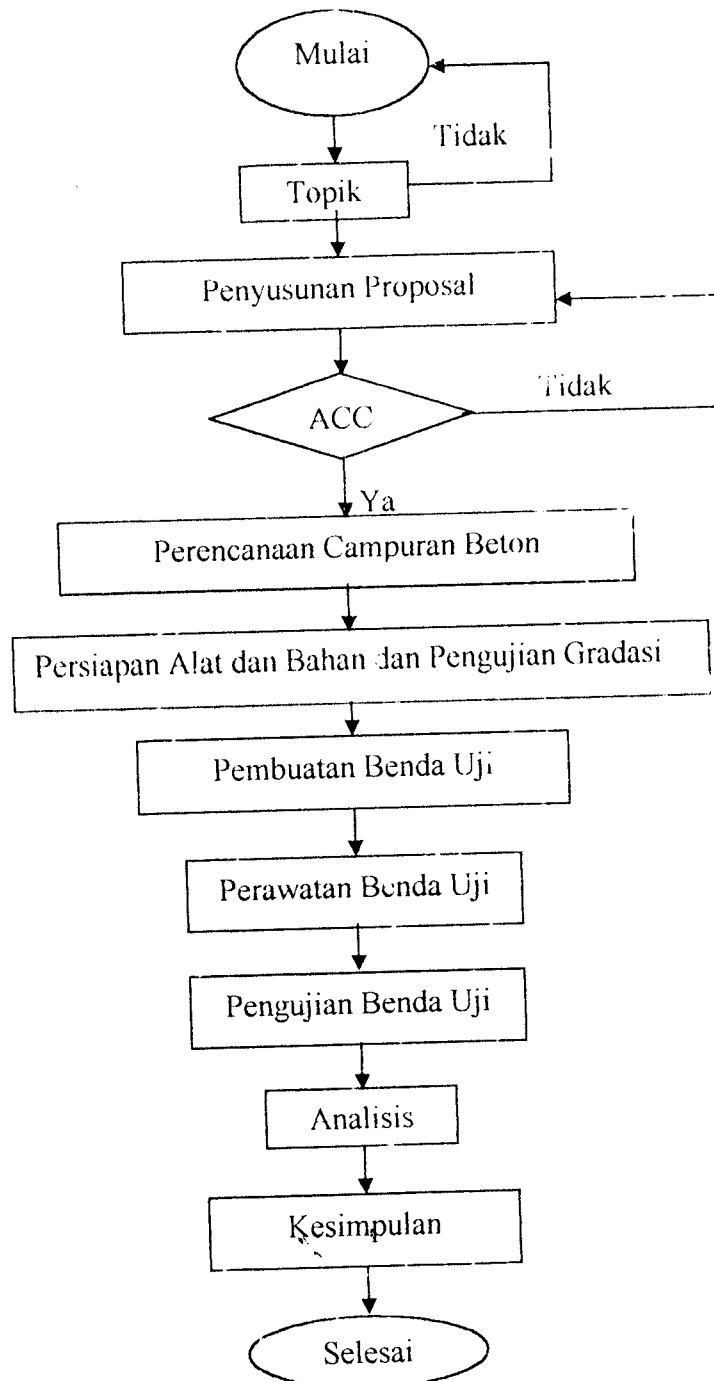 Mulai
Tidak
Topik
Penyusunan Proposal
Tidak
ACC
Ya
Perencanaan Campuran Beton
Persiapan Alat dan Bahan dan Pengujian Gradasi
Pembuatan Benda Uji
Perawatan Benda Uji
Pengujian Benda Uji
Analisis
Kesimpulan
Selesai